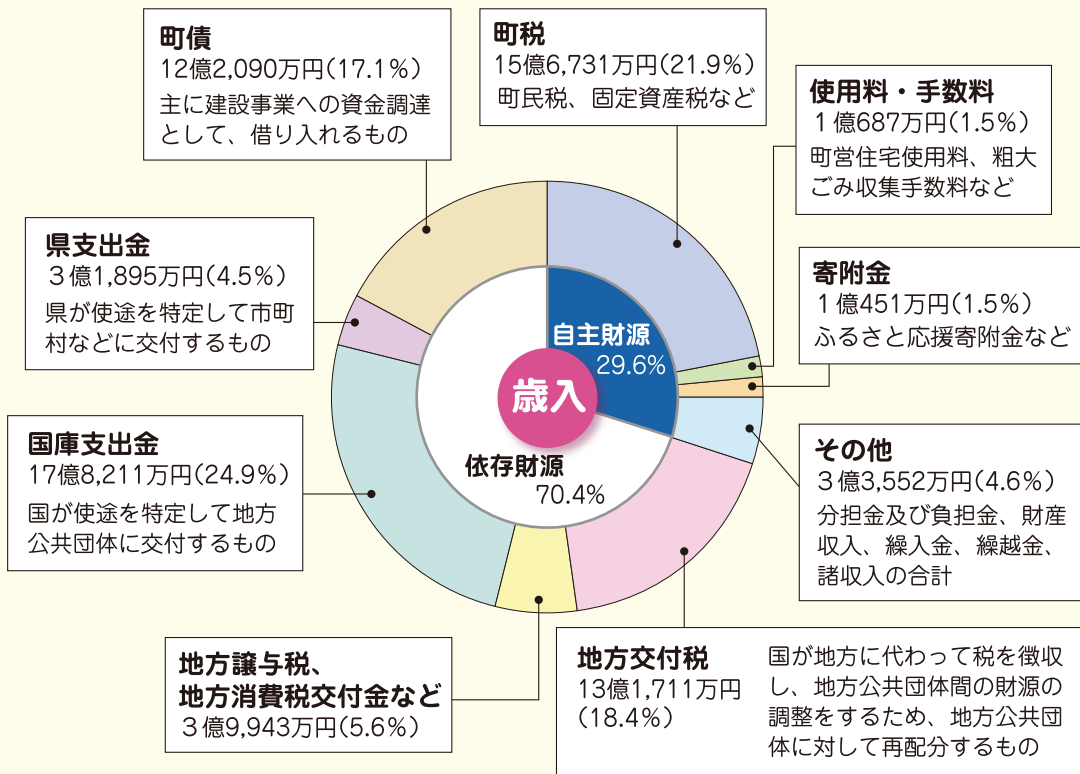 町債
12億2,090万円(17.1%)
主に建設事業への資金調達
として、借り入れるもの
町税
15億6,731万円(21.9%)
町民税、固定資産税など
使用料・手数料
1億687万円(1.5%)
町営住宅使用料、粗大
ごみ収集手数料など
県支出金
3億1,895万円(4.5%)
県が使途を特定して市町
村などに交付するもの
寄附金
1億451万円(1.5%)
ふるさと応援寄附金など
自主財源
29.6%
歳入
依存財源
70.4%
国庫支出金
17億8,211万円(24.9%)
国が使途を特定して地方
公共団体に交付するもの
その他
3億3,552万円(4.6%)
分担金及び負担金、財産
収入、繰入金、繰越金、
諸収入の合計
地方譲与税、
地方消費税交付金など
3億9,943万円(5.6%)
地方交付税
13億1,711万円
(18.4%)
国が地方に代わって税を徴収
し、地方公共団体間の財源の
調整をするため、地方公共団
体に対して再配分するもの